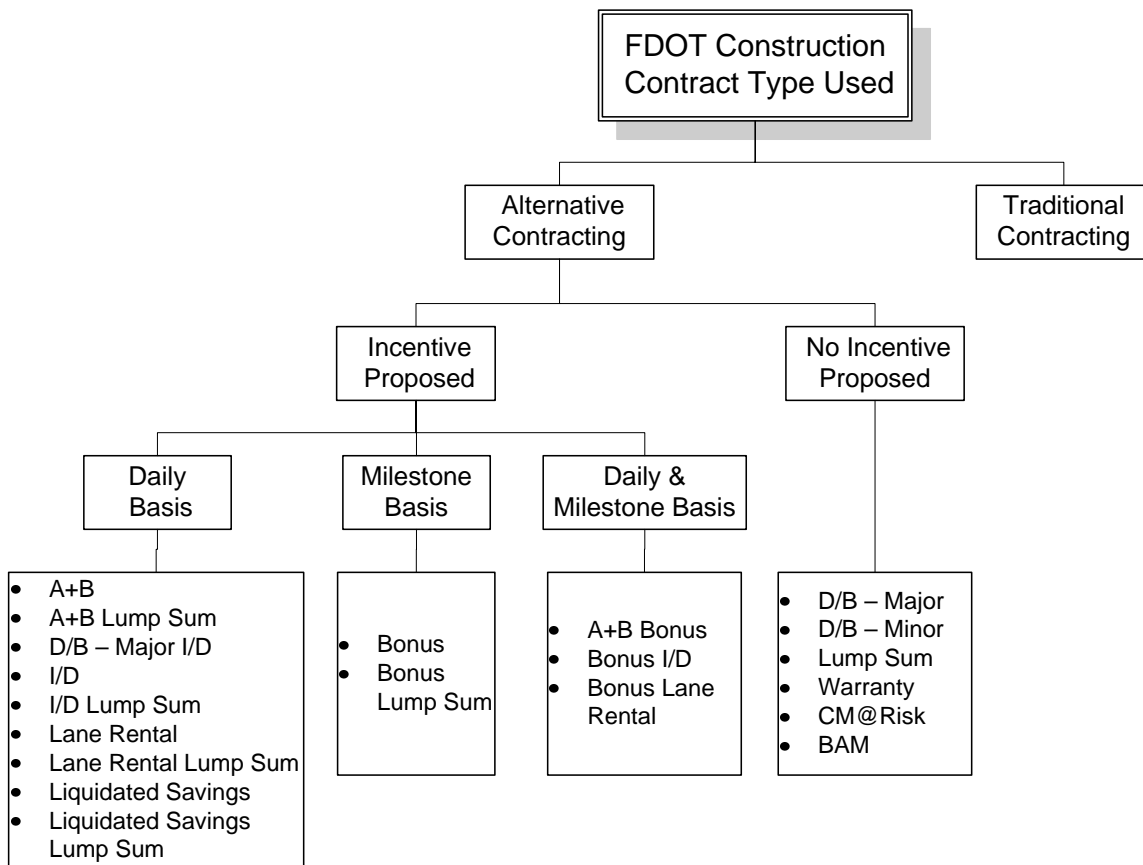 FDOT Construction
Contract Type Used
Alternative
Contracting
Traditional
Contracting
Incentive
Proposed
No Incentive
Proposed
Daily
Basis
Milestone
Basis
Daily &
Milestone Basis
• A+B
• A+B Lump Sum
• D/B – Major I/D
• I/D
• I/D Lump Sum
• Lane Rental
• Lane Rental Lump Sum
• Liquidated Savings
• Liquidated Savings
Lump Sum
• Bonus
• Bonus
Lump Sum
• A+B Bonus
• Bonus I/D
• Bonus Lane
Rental
• D/B – Major
• D/B – Minor
• Lump Sum
• Warranty
• CM@Risk
• BAM